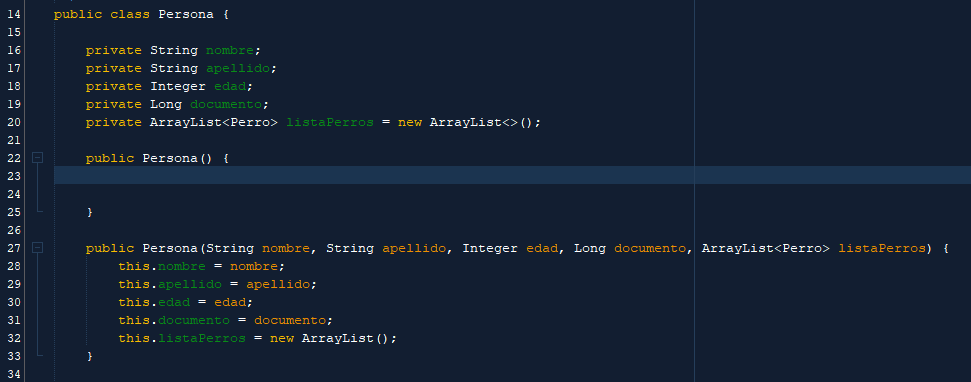 14 public class Persona {
15
16 private String nombre;
17 private String apellido;
18 private Integer edad;
19 private Long documento;
20 private ArrayList<Perro> listaPerros = new ArrayList<>();
21
22 public Persona() {
23
24
25 }
26
27 public Persona(String nombre, String apellido, Integer edad, Long documento, ArrayList<Perro> listaPerros) {
28 this.nombre = nombre;
29 this.apellido = apellido;
30 this.edad = edad;
31 this.documento = documento;
32 this.listaPerros = new ArrayList();
33 }
34